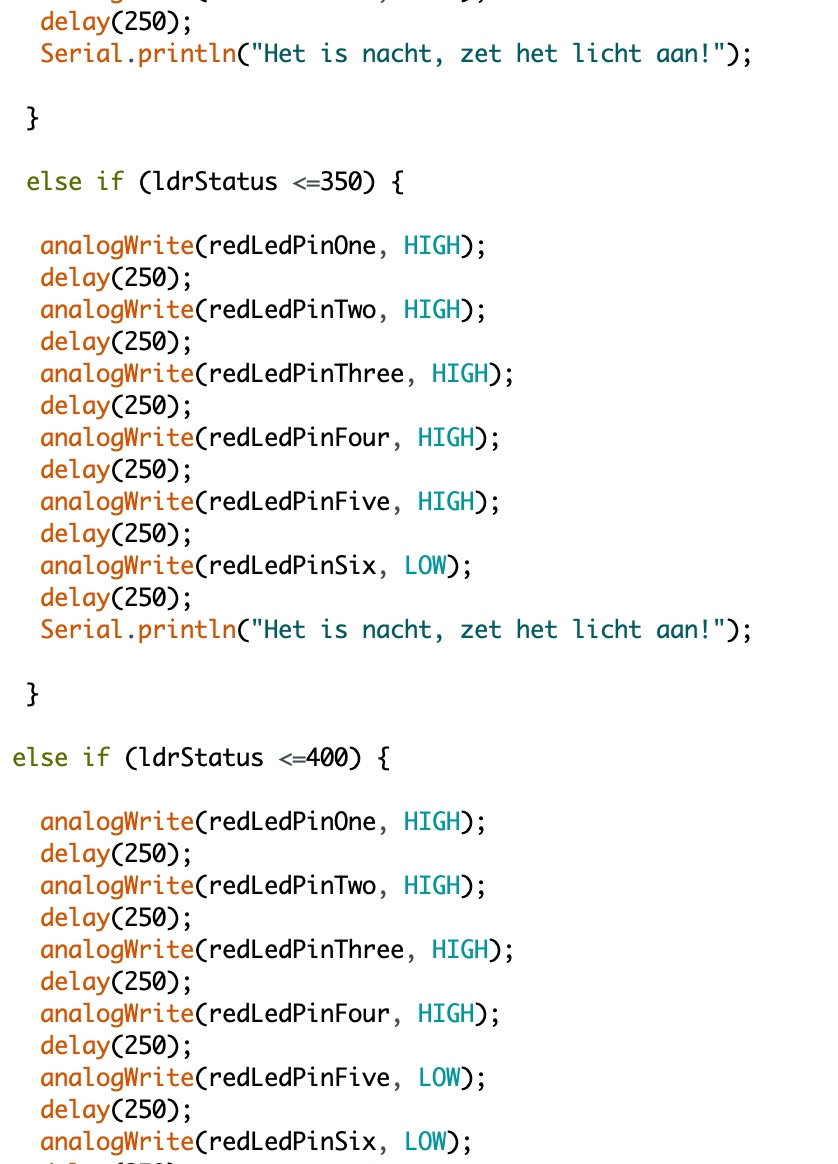 delay(250);
Serial.println("Het is nacht, zet het licht aan!");
}
else if (ldrStatus <=350) {
analogWrite(redLedPinOne, HIGH);
delay(250);
analogWrite(redLedPinTwo, HIGH);
delay(250);
analogWrite(redLedPinThree, HIGH);
delay(250);
analogWrite(redLedPinFour, HIGH);
delay(250);
analogWrite(redLedPinFive, HIGH);
delay(250);
analogWrite(redLedPinSix, LOW);
delay(250);
Serial.println("Het is nacht, zet het licht aan!");
}
else if (ldrStatus <=400) {
analogWrite(redLedPinOne, HIGH);
delay(250);
analogWrite(redLedPinTwo, HIGH);
delay(250);
analogWrite(redLedPinThree, HIGH);
delay(250);
analogWrite(redLedPinFour, HIGH);
delay(250);
analogWrite(redLedPinFive, LOW);
delay(250);
analogWrite(redLedPinSix, LOW);